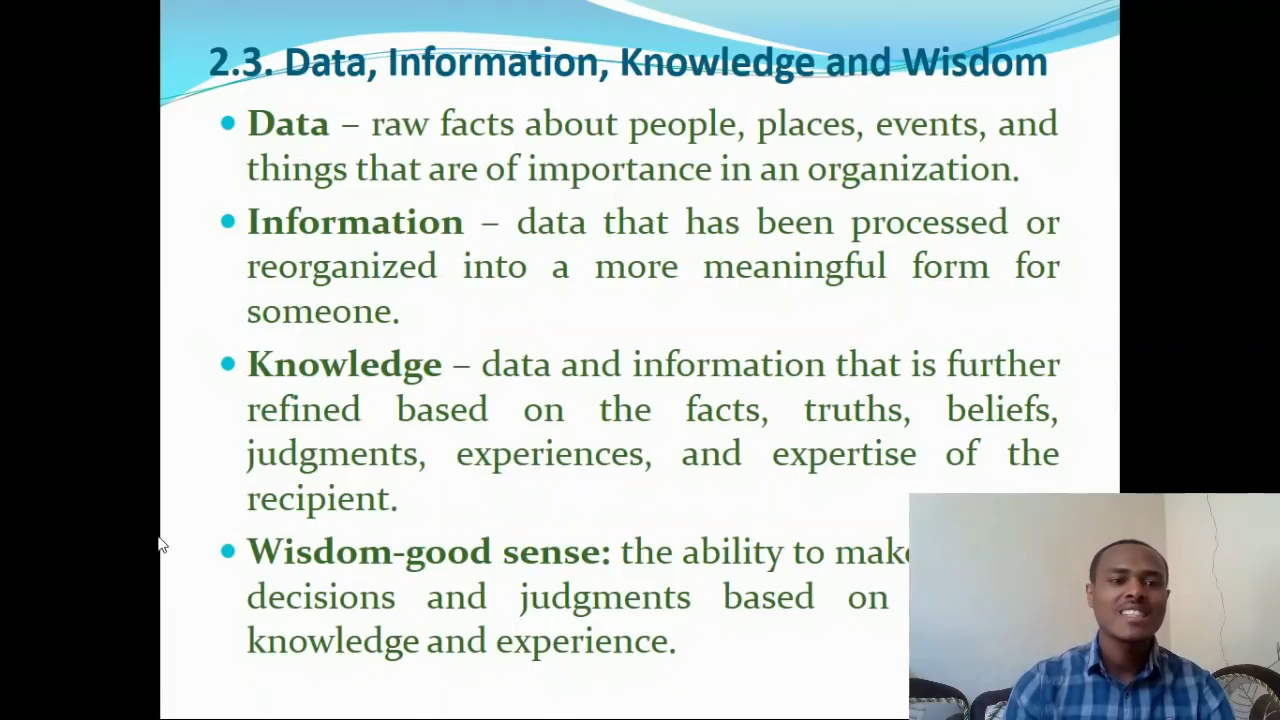 2.3. Data, Information, Knowledge and Wisdom
Data – raw facts about people, places, events, and
things that are of importance in an organization.
Information – data that has been processed or
reorganized into a more meaningful form for
someone.
Knowledge – data and information that is further
refined based on the facts, truths, beliefs,
judgments, experiences, and expertise of the
recipient.
Wisdom-good sense: the ability to make
decisions and judgments based on
knowledge and experience.